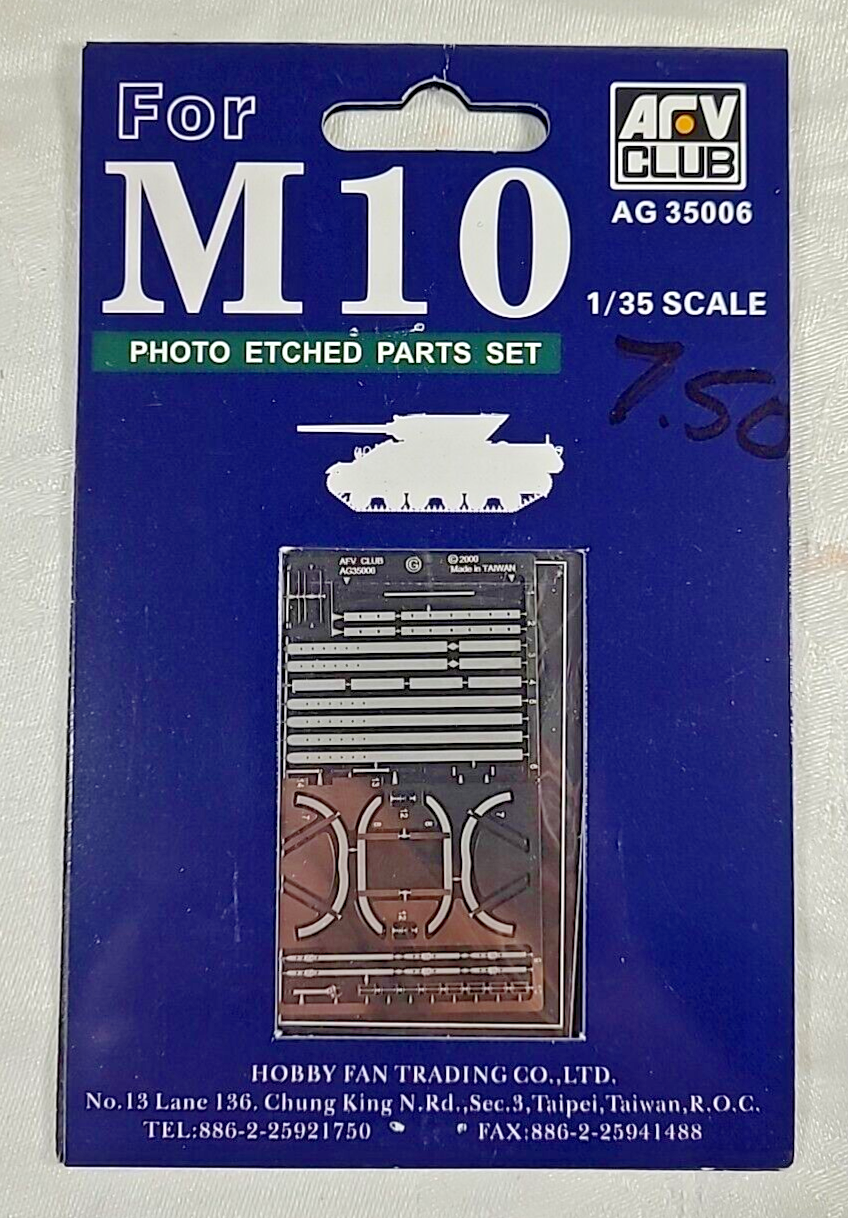 For
AFV
CLUB
M10
AG 35006
1/35 SCALE
PHOTO ETCHED PARTS SET
7.50
AFV CLUB
AG35006
G
©2000
Made in TAIWAN
HOBBY FAN TRADING CO.,LTD.
No.13 Lane 136. Chung King N.Rd.,Sec.3,Taipei,Taiwan,R.O.C.
TEL:886-2-25921750
FAX:886-2-25941488